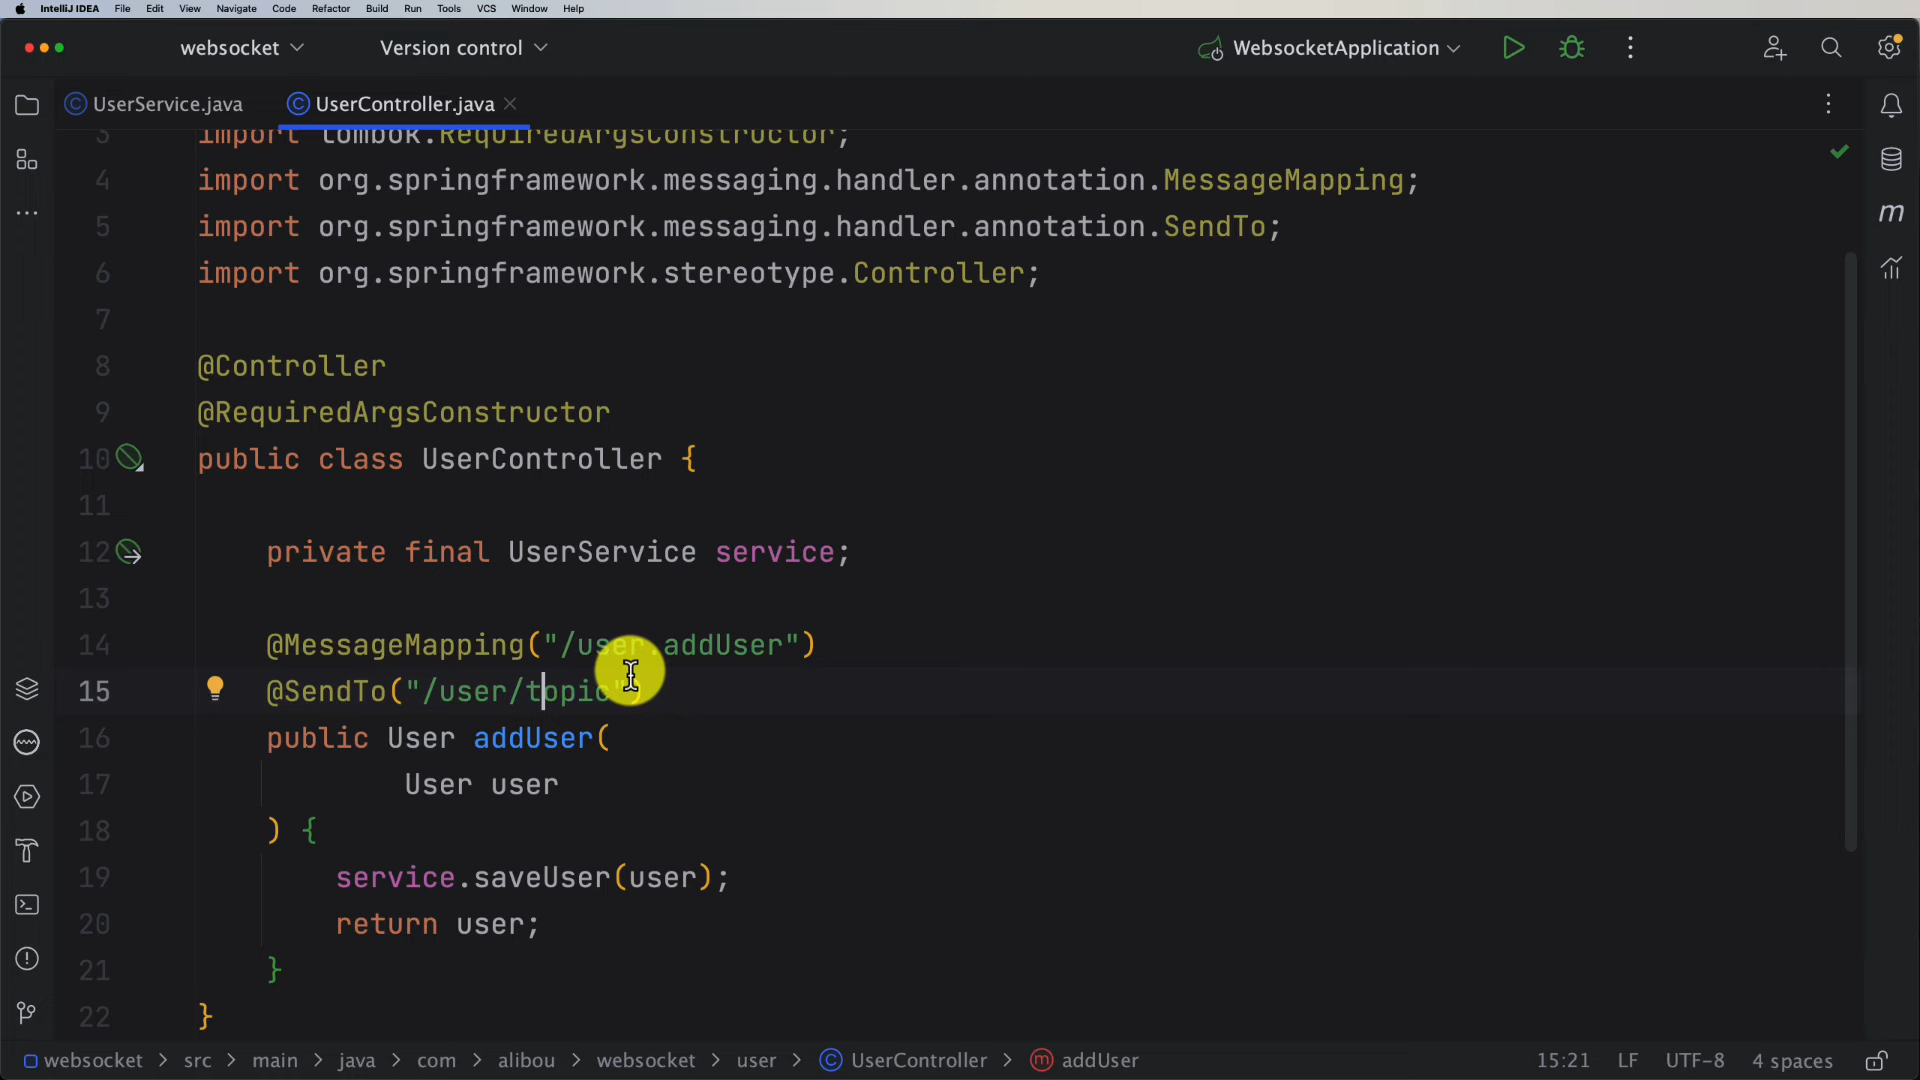 IntelliJ IDEA File Edit View Navigate Code Refactor Build Run Tools VCS Window Help
websocket Version control WebsocketApplication
UserService.java UserController.java
3 import lombok.RequiredArgsConstructor;
4 import org.springframework.messaging.handler.annotation.MessageMapping;
5 import org.springframework.messaging.handler.annotation.SendTo;
6 import org.springframework.stereotype.Controller;
7
8 @Controller
9 @RequiredArgsConstructor
10 public class UserController {
11
12 private final UserService service;
13
14 @MessageMapping("/user.addUser")
15 @SendTo("/user/topic")
16 public User addUser(
17 User user
18 ) {
19 service.saveUser(user);
20 return user;
21 }
22 }
websocket > src > main > java > com > alibou > websocket > user > UserController > addUser 15:21 LF UTF-8 4 spaces